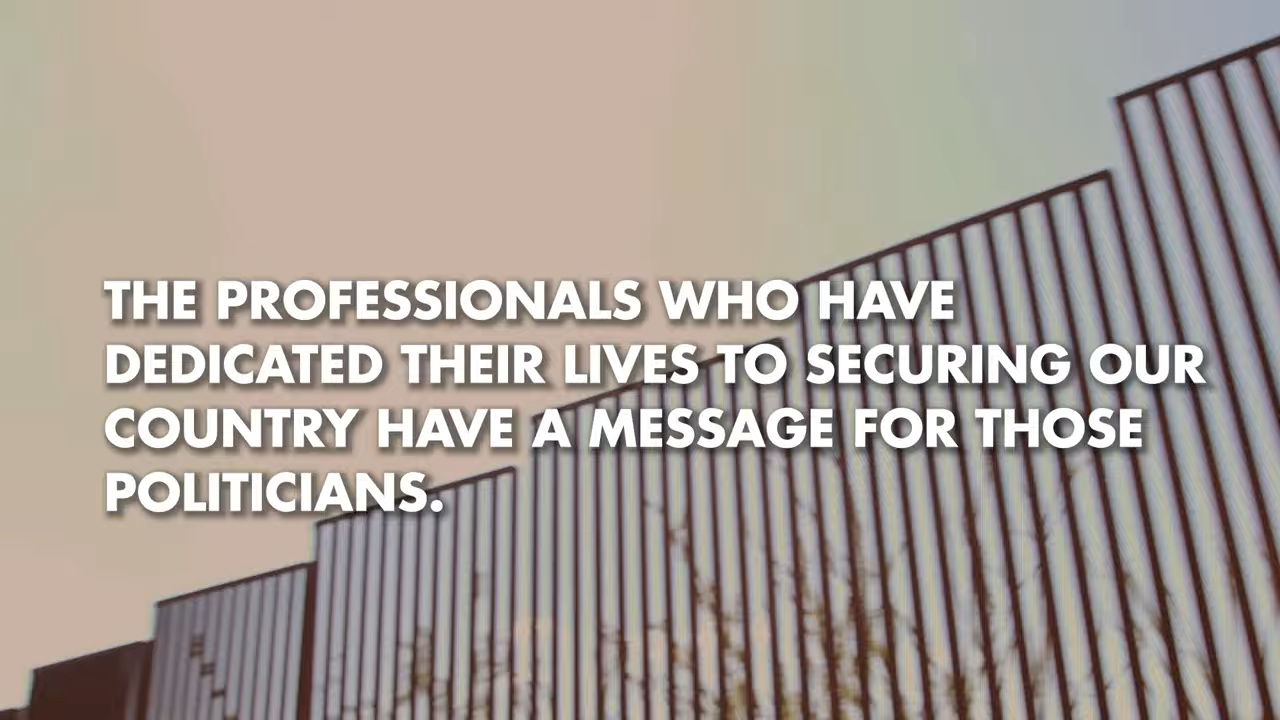 THE PROFESSIONALS WHO HAVE
DEDICATED THEIR LIVES TO SECURING OUR
COUNTRY HAVE A MESSAGE FOR THOSE
POLITICIANS.